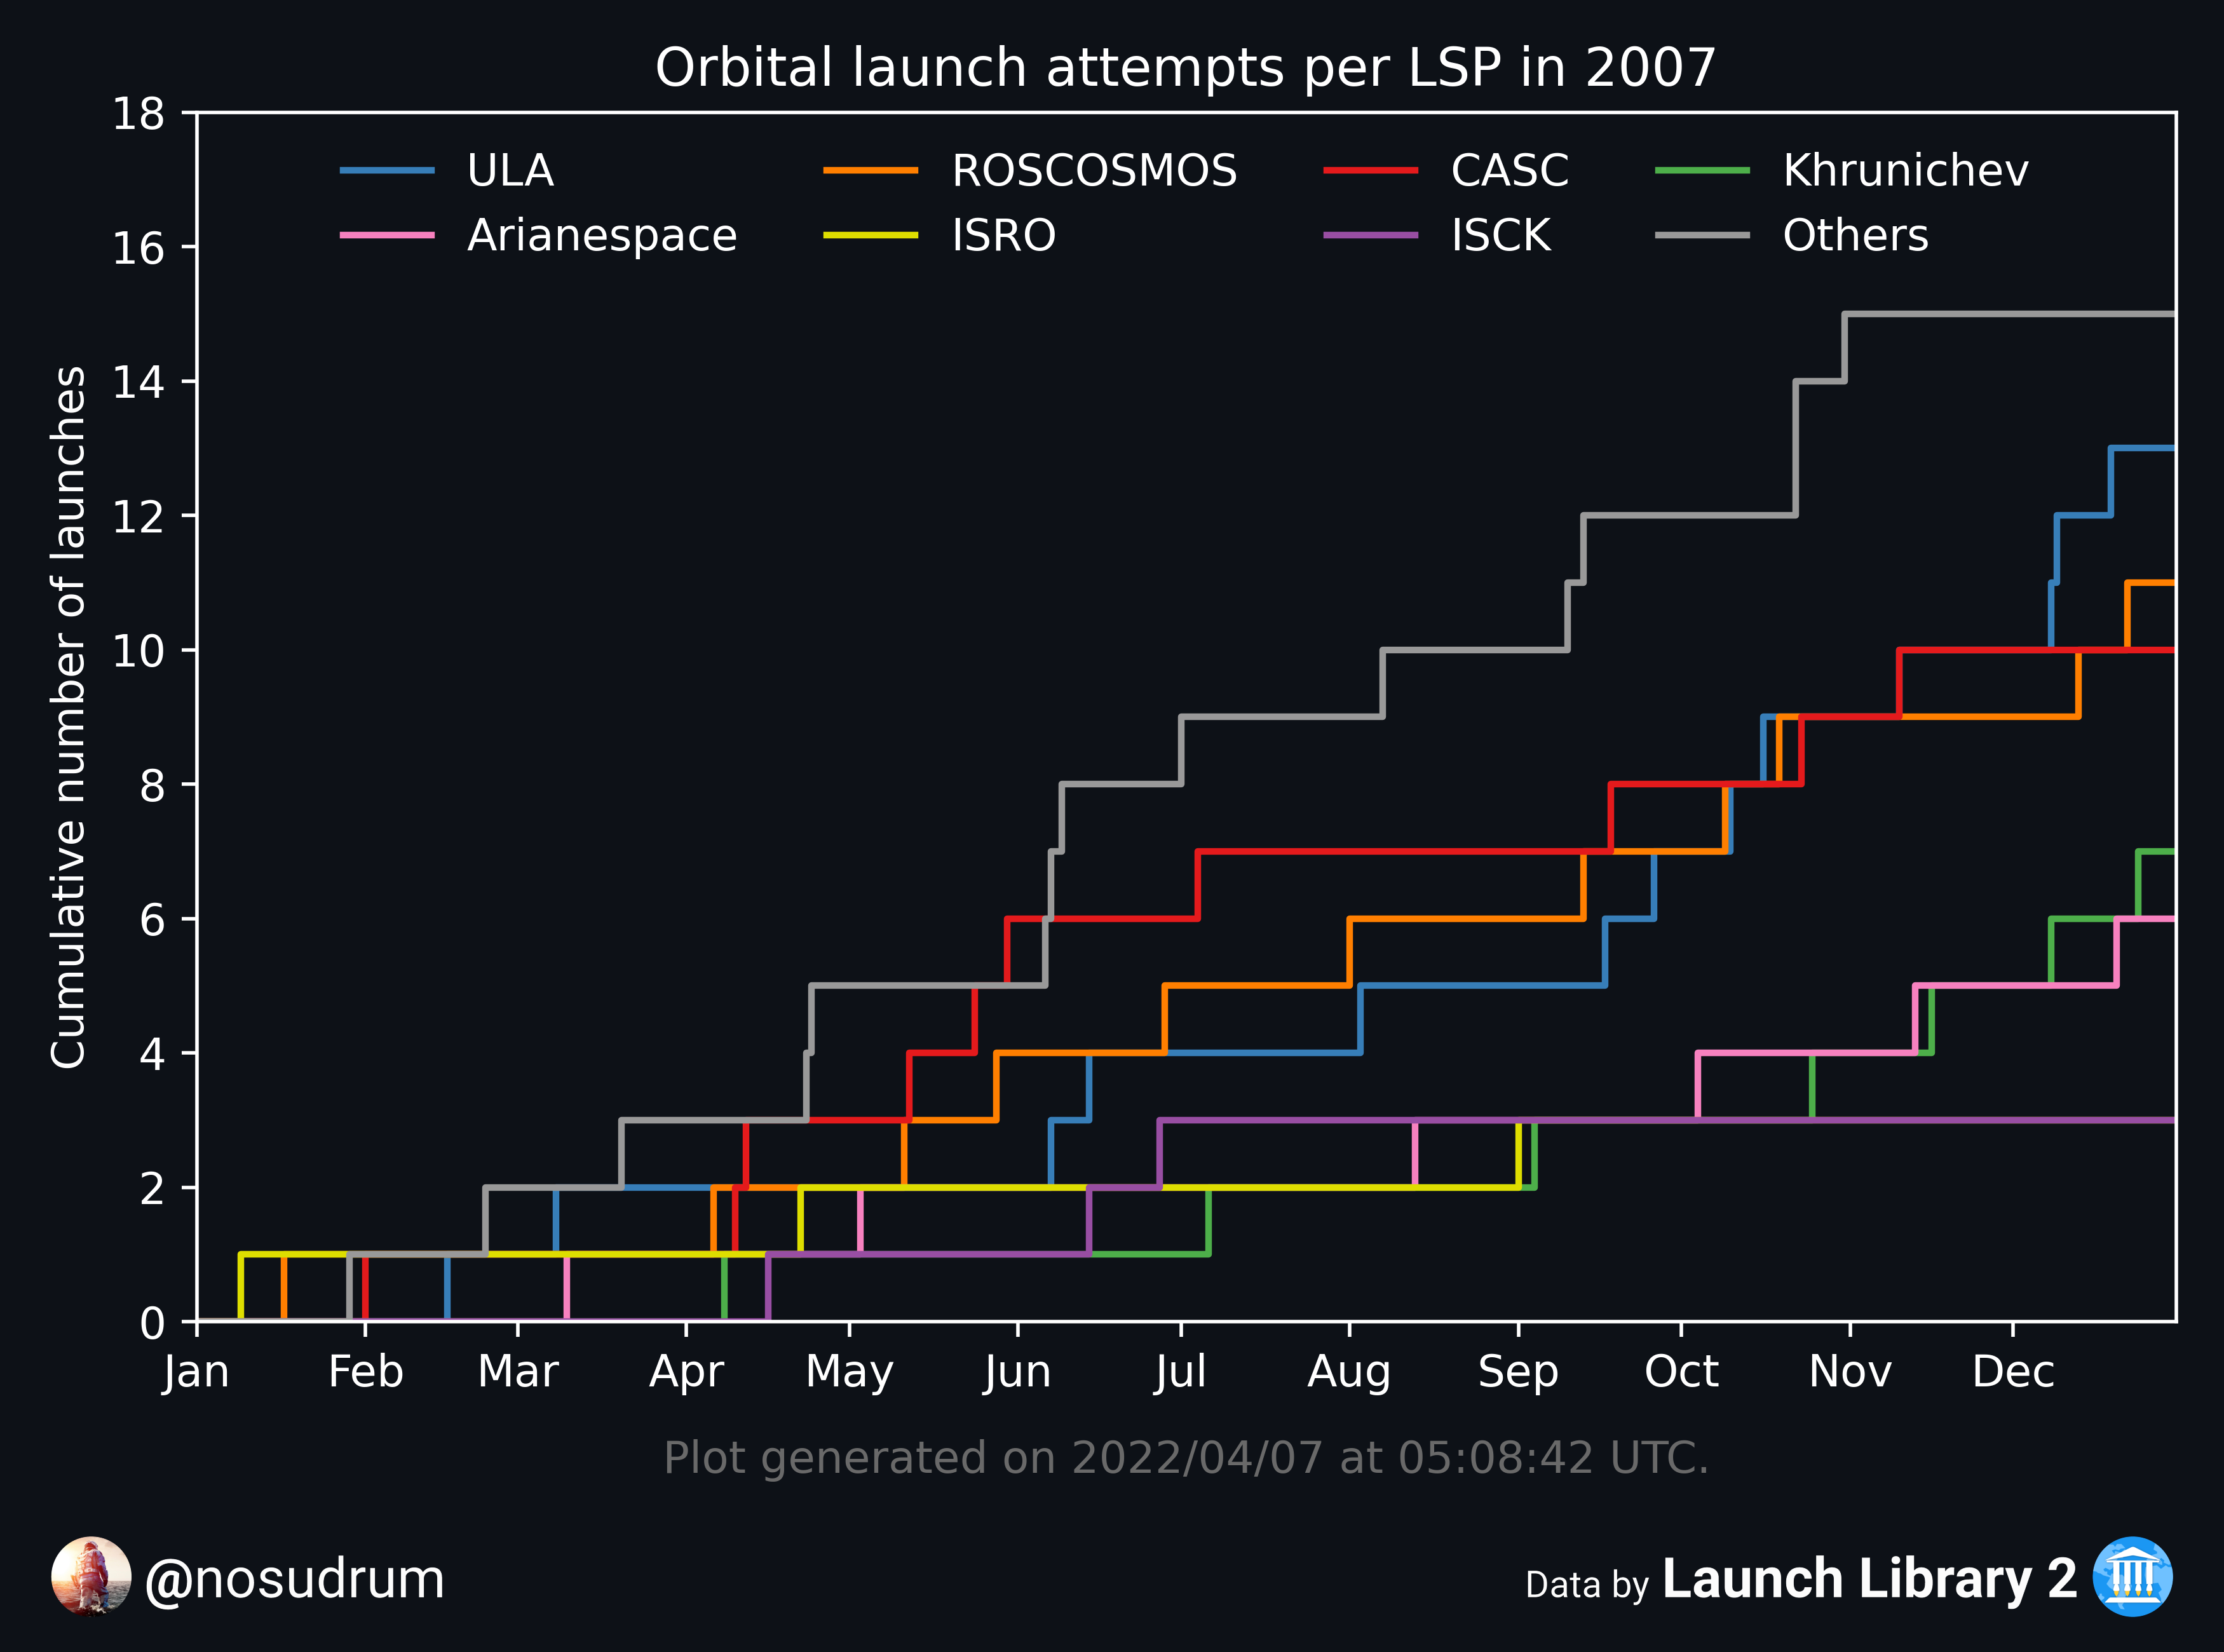 Orbital launch attempts per LSP in 2007
ULA ROSCOSMOS CASC Khrunichev
Arianespace ISRO ISCK Others
Cumulative number of launches
18
16
14
12
10
8
6
4
2
0
Jan Feb Mar Apr May Jun Jul Aug Sep Oct Nov Dec
Plot generated on 2022/04/07 at 05:08:42 UTC.
@nosudrum
Data by Launch Library 2